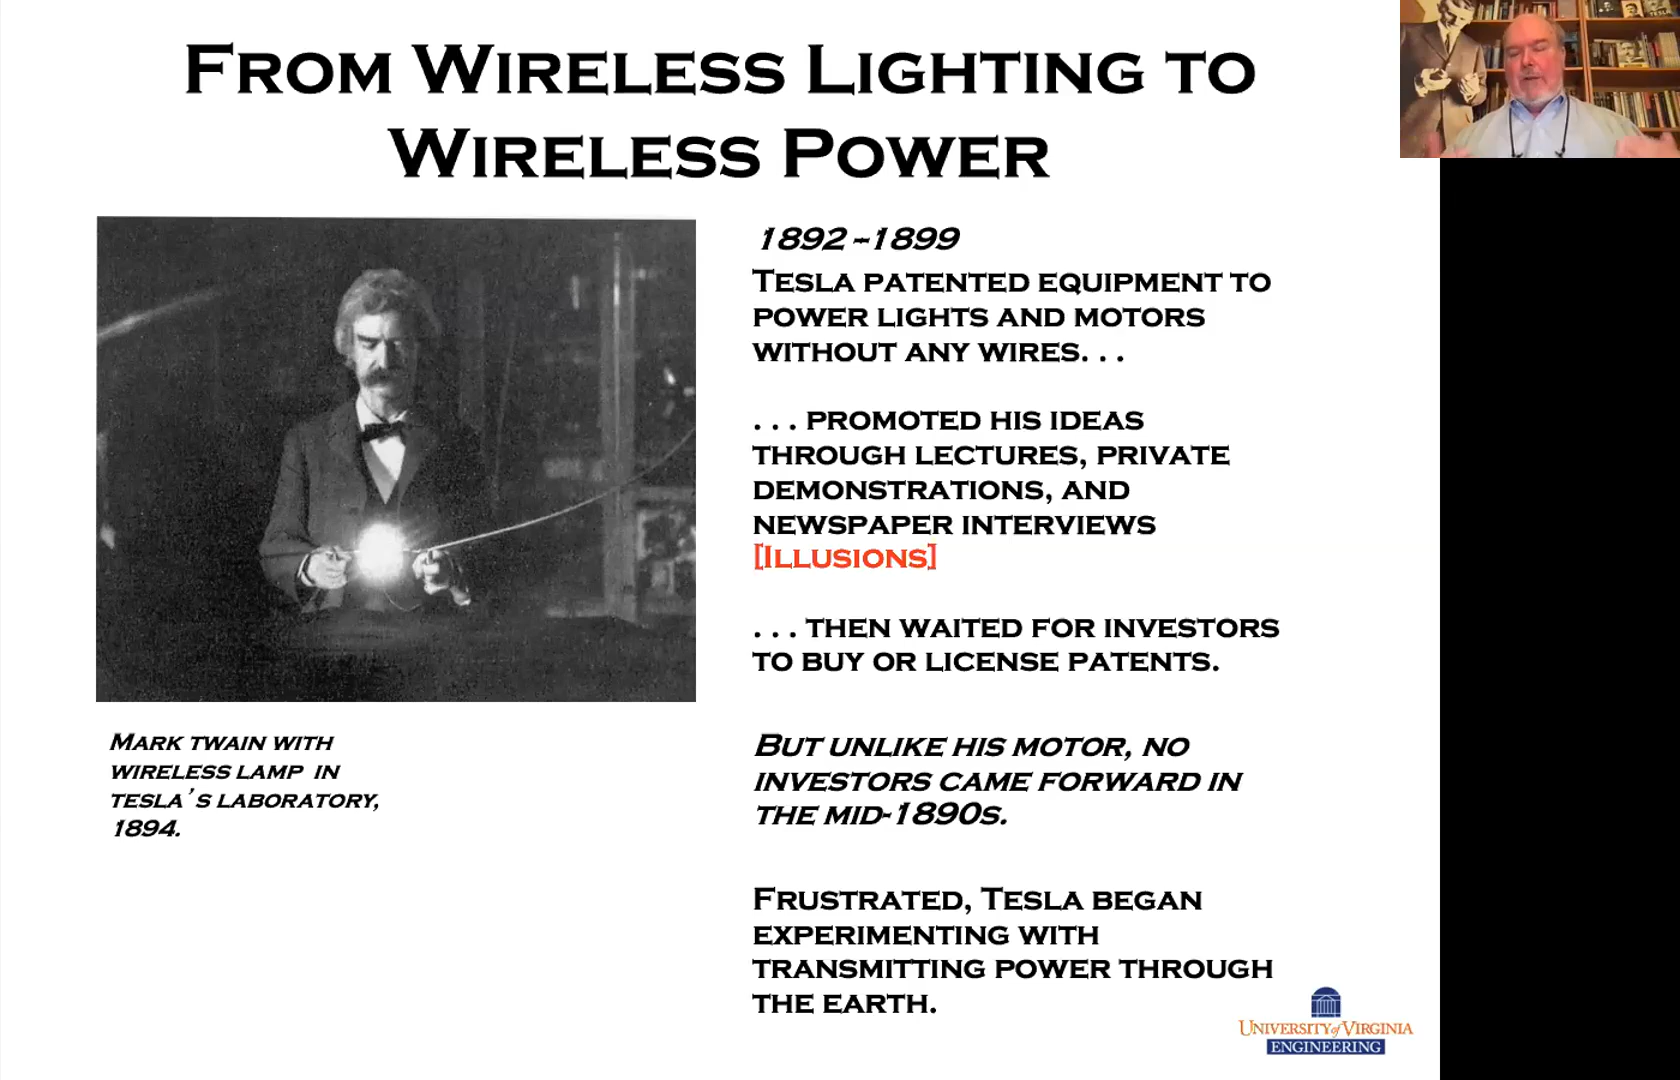 From Wireless Lighting to
Wireless Power
1892–1899
Tesla patented equipment to
power lights and motors
without any wires. . .
. . . promoted his ideas
through lectures, private
demonstrations, and
newspaper interviews
[Illusions]
. . . then waited for investors
to buy or license patents.
But unlike his motor, no
investors came forward in
the mid-1890s.
Frustrated, Tesla began
experimenting with
transmitting power through
the earth.
Mark twain with
wireless lamp in
tesla's laboratory,
1894.
University of Virginia
ENGINEERING